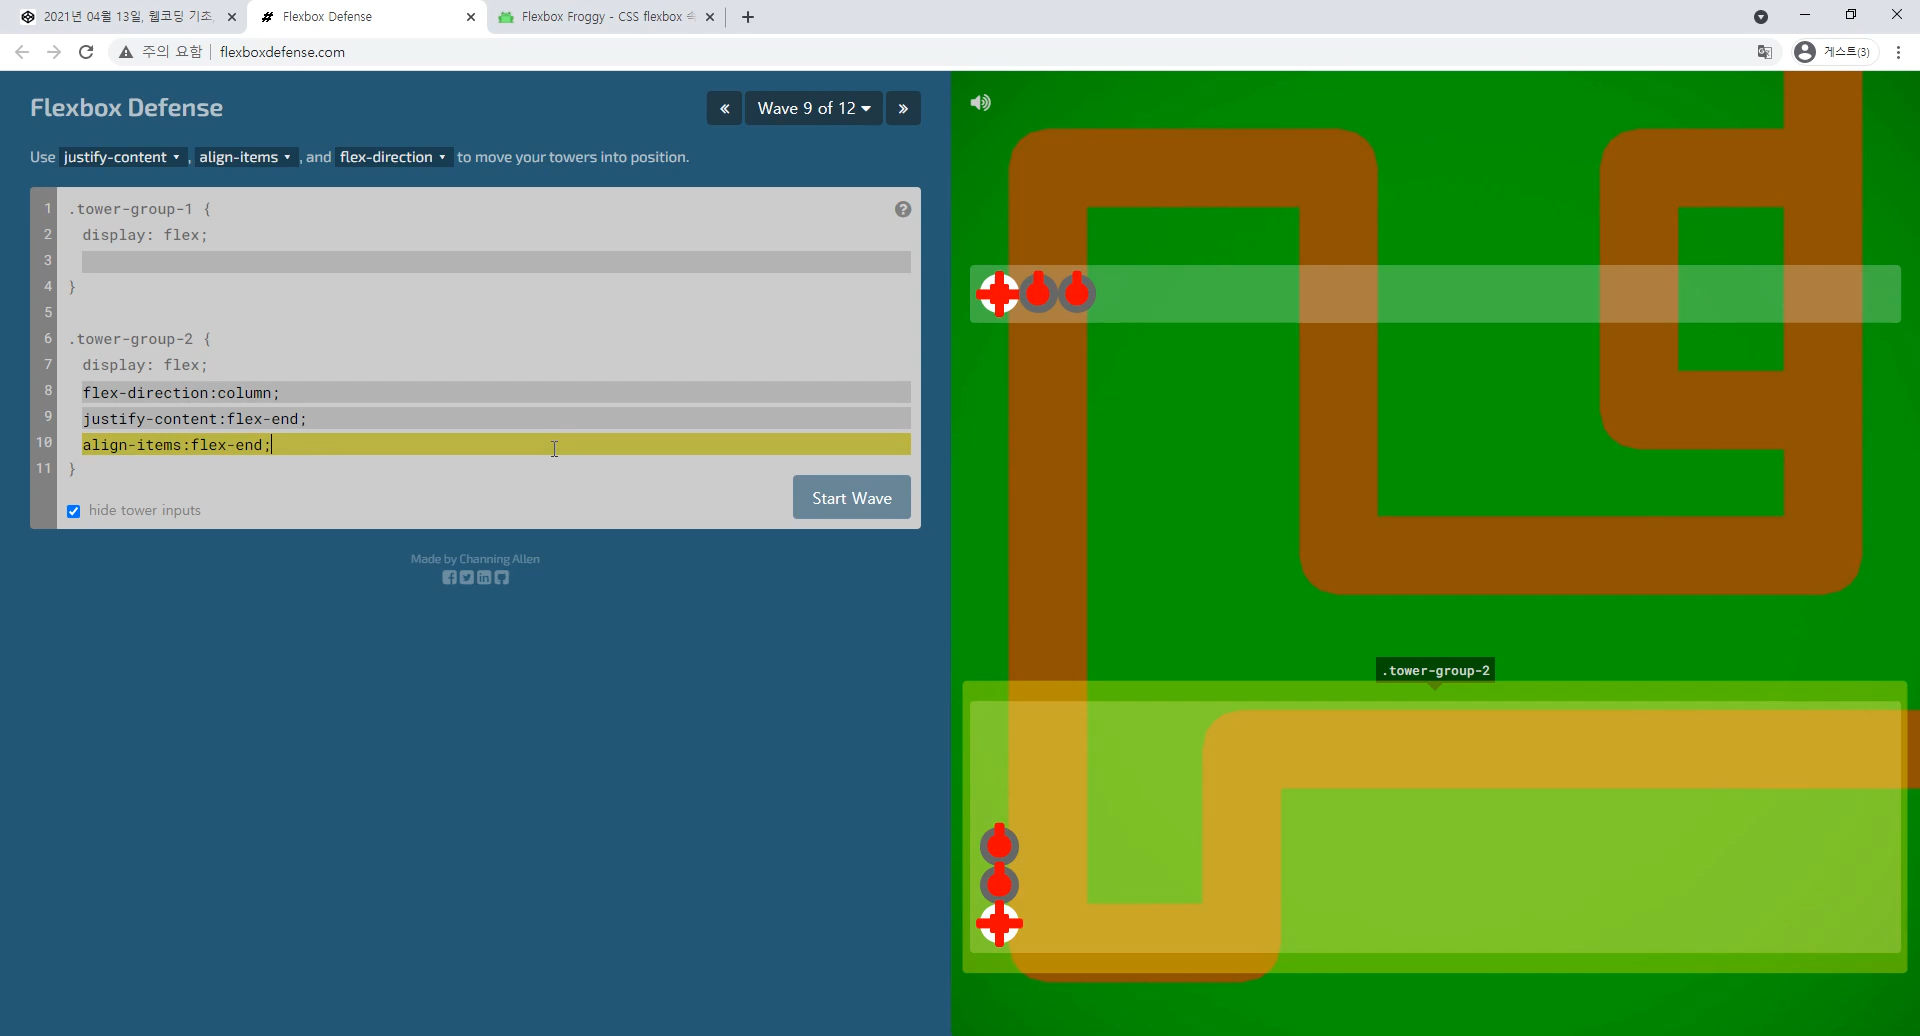 2021년 04월 13일, 웹코딩 기초,
Flexbox Defense
Flexbox Froggy - CSS flexbox 속
주의 요함
flexboxdefense.com
게스트(3)
Flexbox Defense
«
Wave 9 of 12
»
Use justify-content ▾ , align-items ▾ , and flex-direction ▾ to move your towers into position.
1 .tower-group-1 {
2 display: flex;
3
4 }
5
6 .tower-group-2 {
7 display: flex;
8 flex-direction:column;
9 justify-content:flex-end;
10 align-items:flex-end;
11 }
?
hide tower inputs
Start Wave
Made by Channing Allen
.tower-group-2